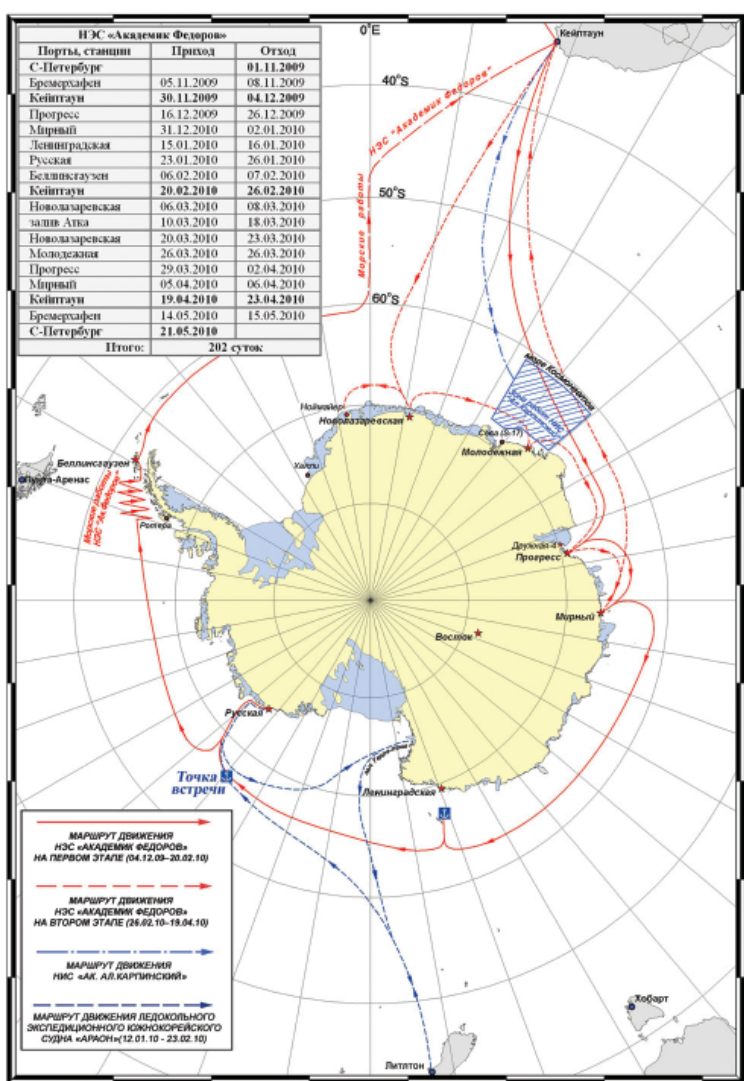 НЭС «Академик Федоров»
Порты, станции Приход Отход
С-Петербург 01.11.2009
Бремерхафен 05.11.2009 08.11.2009
Кейптаун 30.11.2009 04.12.2009
Прогресс 16.12.2009 26.12.2009
Мирный 31.12.2010 02.01.2010
Ленинградская 15.01.2010 16.01.2010
Русская 23.01.2010 26.01.2010
Беллинсгаузен 06.02.2010 07.02.2010
Кейптаун 20.02.2010 26.02.2010
Новолазаревская 06.03.2010 08.03.2010
залив Атка 10.03.2010 18.03.2010
Новолазаревская 20.03.2010 23.03.2010
Молодежная 26.03.2010 26.03.2010
Прогресс 29.03.2010 02.04.2010
Мирный 05.04.2010 06.04.2010
Кейптаун 19.04.2010 23.04.2010
Бремерхафен 14.05.2010 15.05.2010
С-Петербург 21.05.2010
Итого: 202 суток
0°E
Кейптаун
40°S
НЭС "Академик Федоров"
50°S
Морские работы
60°S
море Космонавтов
Ноймайер
Новолазаревская
Сова (S-17)
Молодежная
Беллинсгаузен
Пунта-Аренас
Халли
Морские работы
НЭС "Ак.Федоров"
Ротера
Дружная-4
Прогресс
Мирный
Восток
Русская
Точка
встречи
Ленинградская
МАРШРУТ ДВИЖЕНИЯ
НЭС «АКАДЕМИК ФЕДОРОВ»
НА ПЕРВОМ ЭТАПЕ (04.12.09–20.02.10)
МАРШРУТ ДВИЖЕНИЯ
НЭС «АКАДЕМИК ФЕДОРОВ»
НА ВТОРОМ ЭТАПЕ (26.02.10–19.04.10)
МАРШРУТ ДВИЖЕНИЯ
НИС «АК. АЛ.КАРПИНСКИЙ»
МАРШРУТ ДВИЖЕНИЯ ЛЕДОКОЛЬНОГО
ЭКСПЕДИЦИОННОГО ЮЖНОКОРЕЙСКОГО
СУДНА «АРАОН»(12.01.10 - 23.02.10)
Хобарт
Литлтон